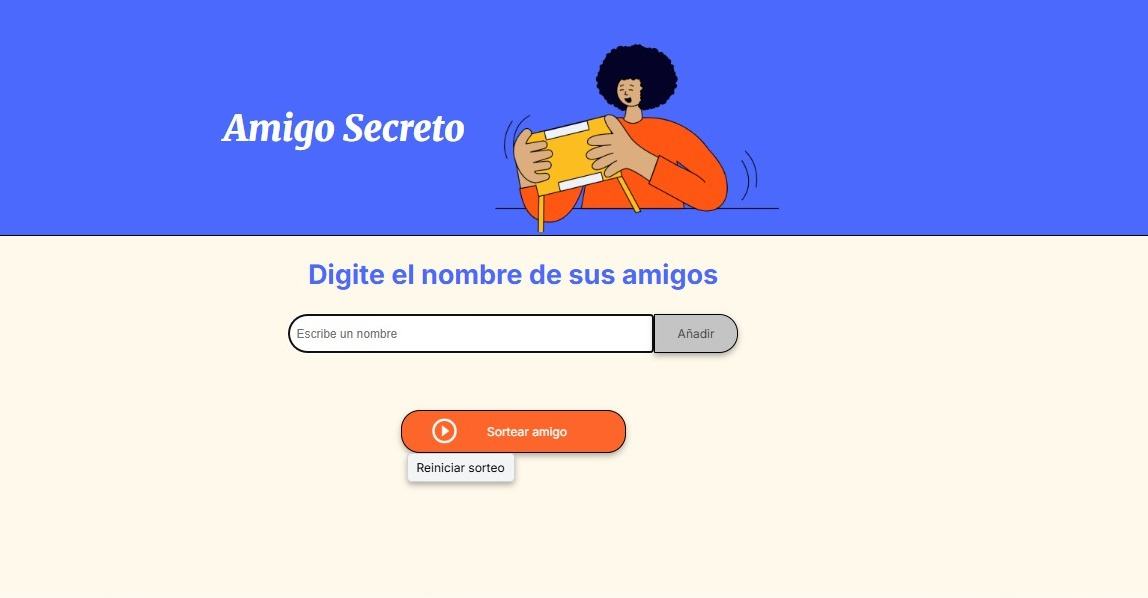 Amigo Secreto
Digite el nombre de sus amigos
Escribe un nombre
Añadir
Sortear amigo
Reiniciar sorteo